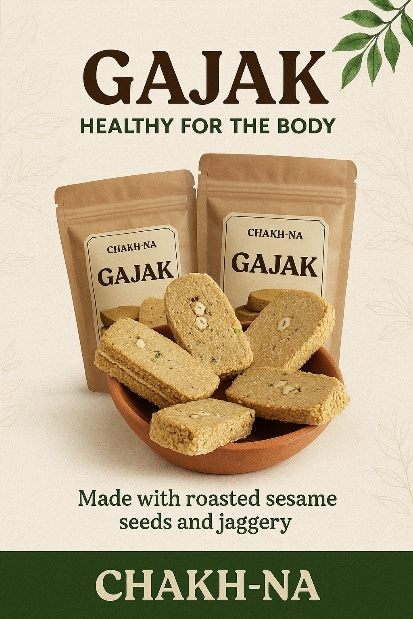 GAJAK
HEALTHY FOR THE BODY
CHAKH-NA
GAJAK
CHAKH-NA
GAJAK
Made with roasted sesame
seeds and jaggery
CHAKH-NA